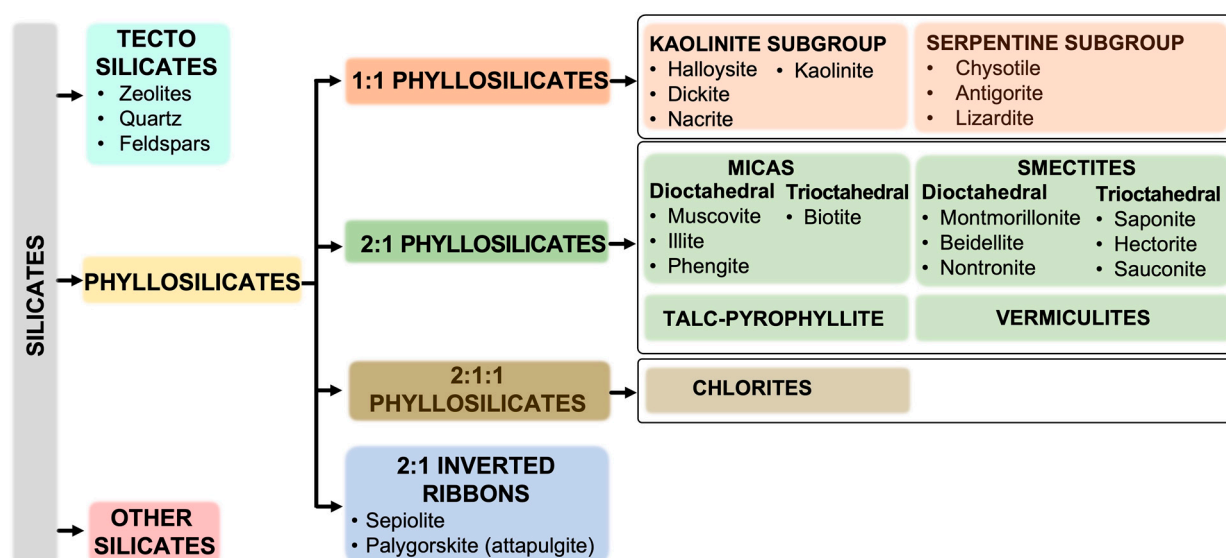 SILICATES
TECTO
SILICATES
• Zeolites
• Quartz
• Feldspars
PHYLLOSILICATES
OTHER
SILICATES
1:1 PHYLLOSILICATES
KAOLINITE SUBGROUP
• Halloysite • Kaolinite
• Dickite
• Nacrite
SERPENTINE SUBGROUP
• Chysotile
• Antigorite
• Lizardite
2:1 PHYLLOSILICATES
MICAS
Dioctahedral Trioctahedral
• Muscovite • Biotite
• Illite
• Phengite
SMECTITES
Dioctahedral Trioctahedral
• Montmorillonite • Saponite
• Beidellite • Hectorite
• Nontronite • Sauconite
TALC-PYROPHYLLITE
VERMICULITES
2:1:1
PHYLLOSILICATES
CHLORITES
2:1 INVERTED
RIBBONS
• Sepiolite
• Palygorskite (attapulgite)